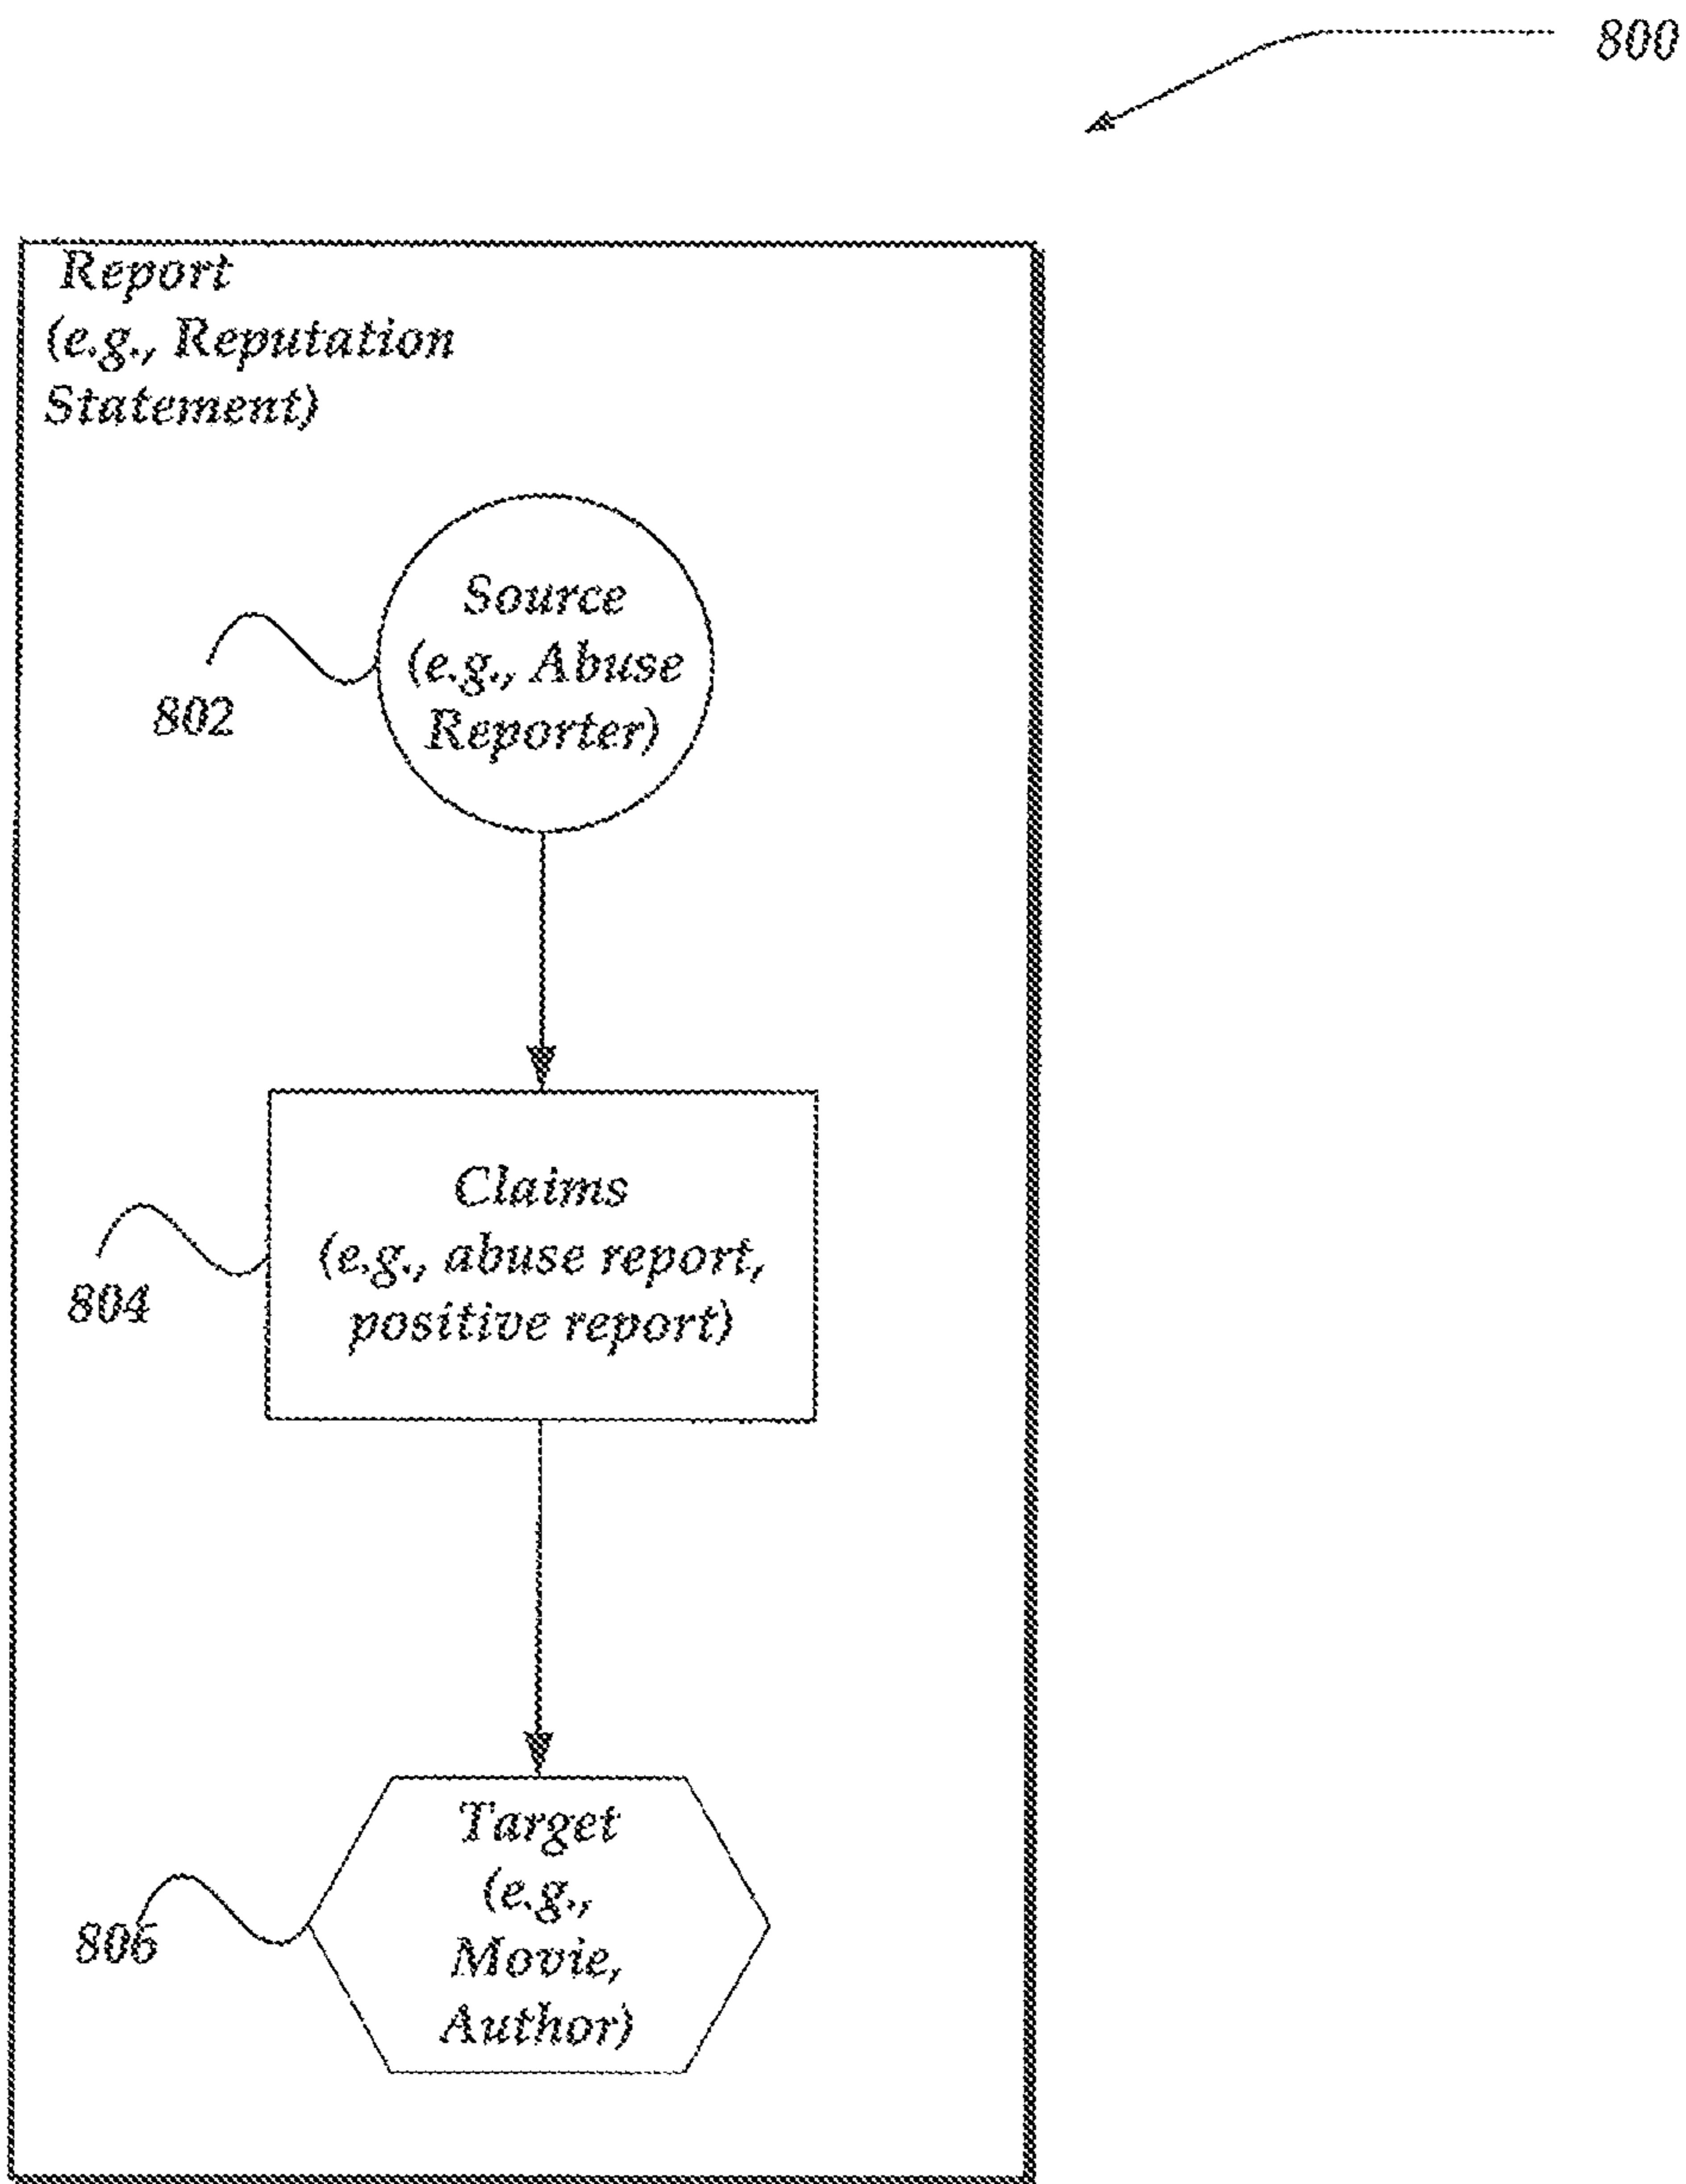 800
Report
(e.g., Reputation
Statement)
Source
(e.g., Abuse
Reporter)
802
Claims
(e.g., abuse report,
positive report)
804
Target
(e.g.,
Movie,
Author)
806